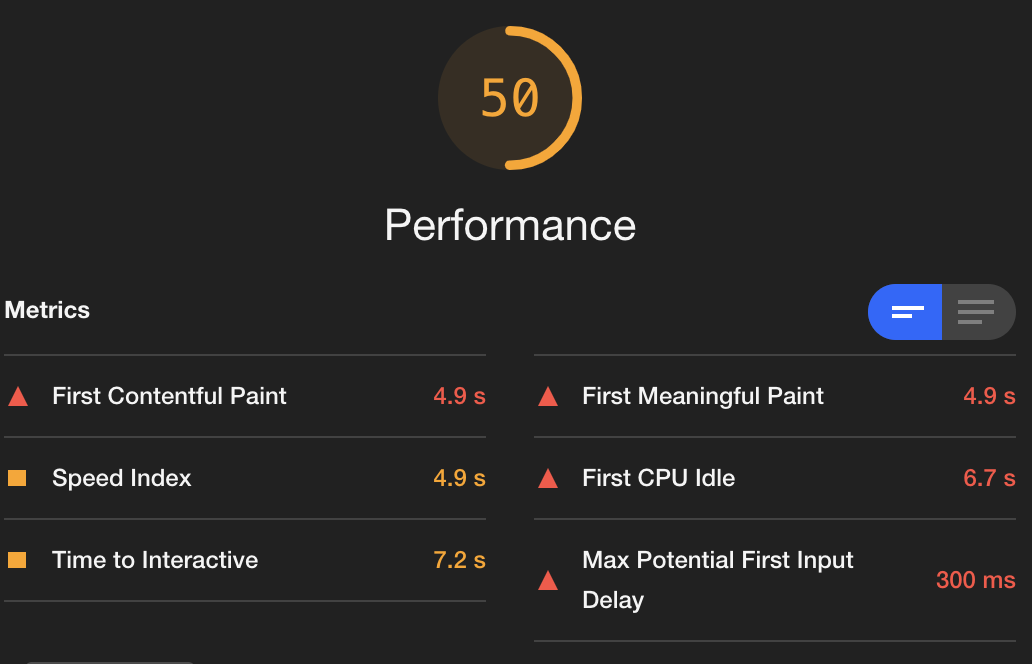 50
Performance
Metrics
First Contentful Paint 4.9 s
First Meaningful Paint 4.9 s
Speed Index 4.9 s
First CPU Idle 6.7 s
Time to Interactive 7.2 s
Max Potential First Input
Delay 300 ms